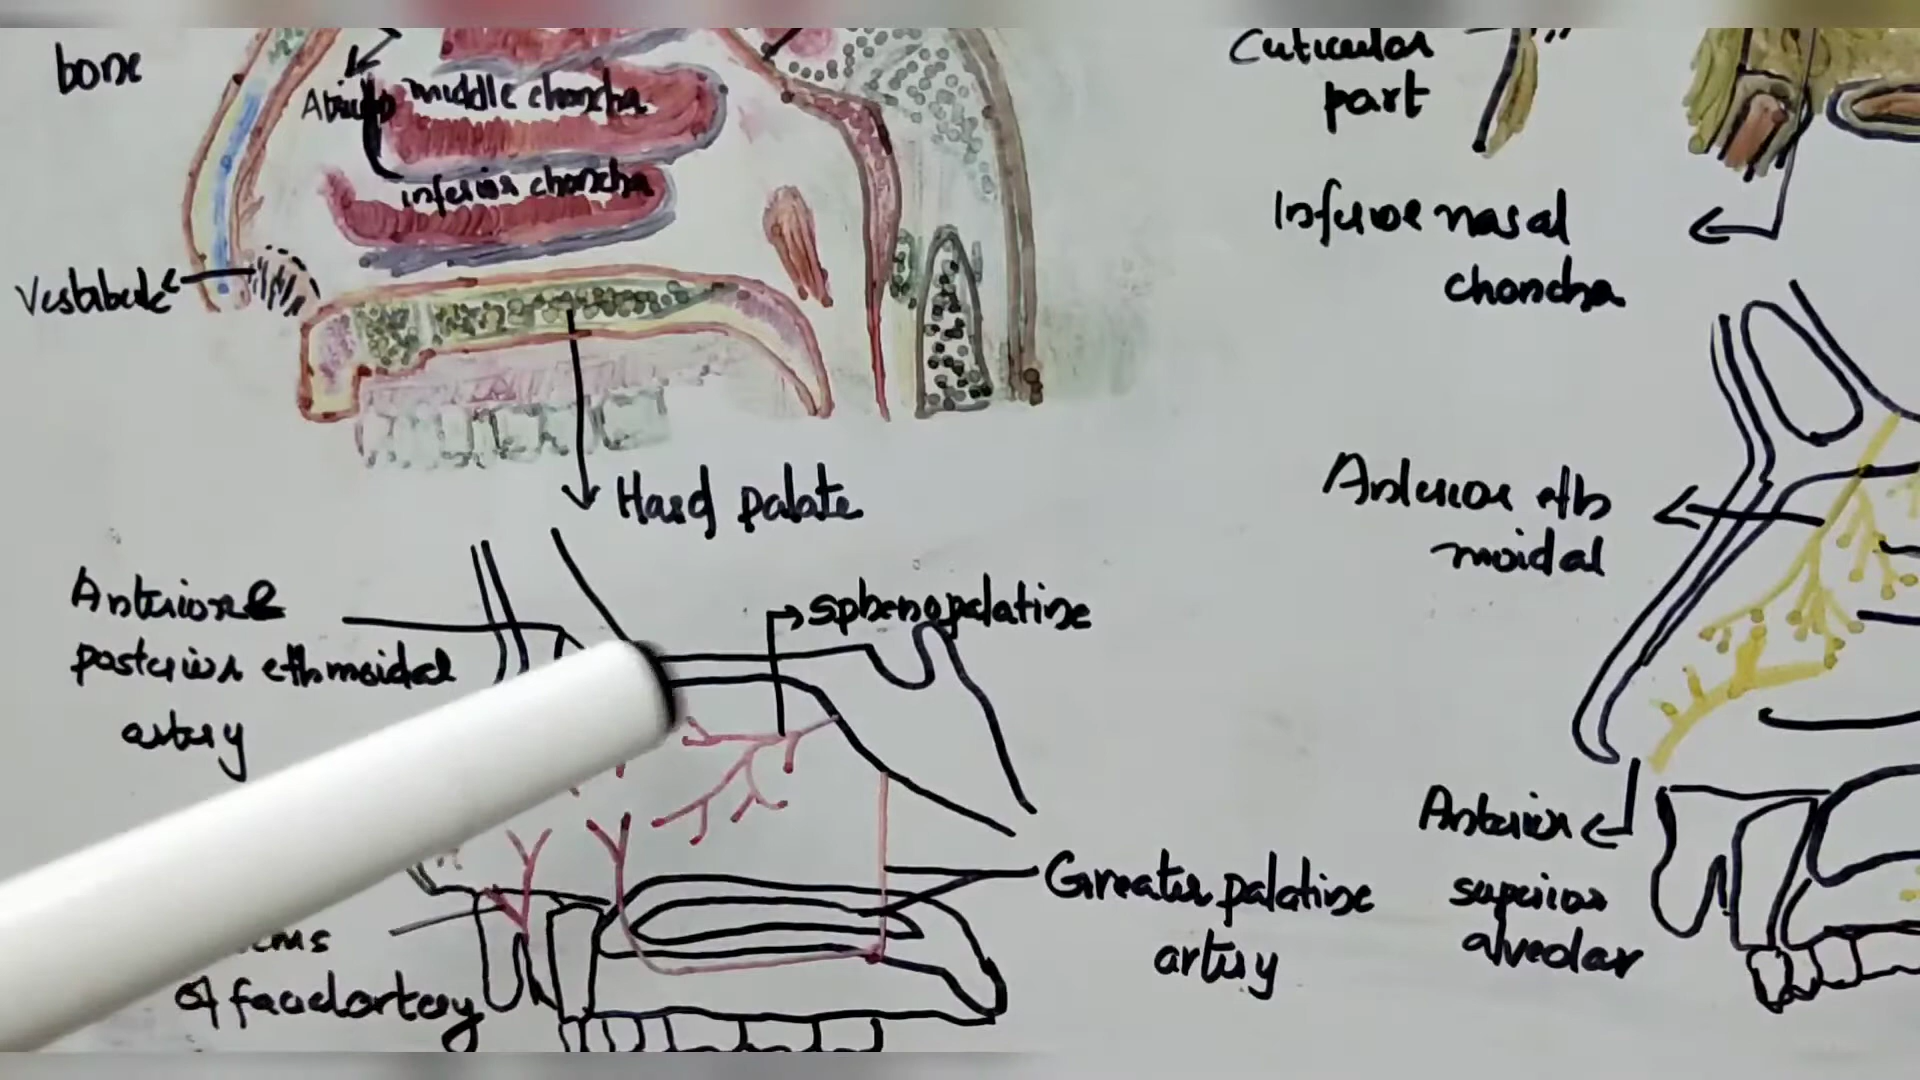 bone
middle choncha
inferior choncha
Vestabule
Hard palate
Anterior &
posterior ethmoidal
artery
sphenopalatine
Greater palatine
artery
of facial artery
Cuticular
part
Inferior nasal
choncha
Anterior eth
moidal
Anterior
superior
alveolar